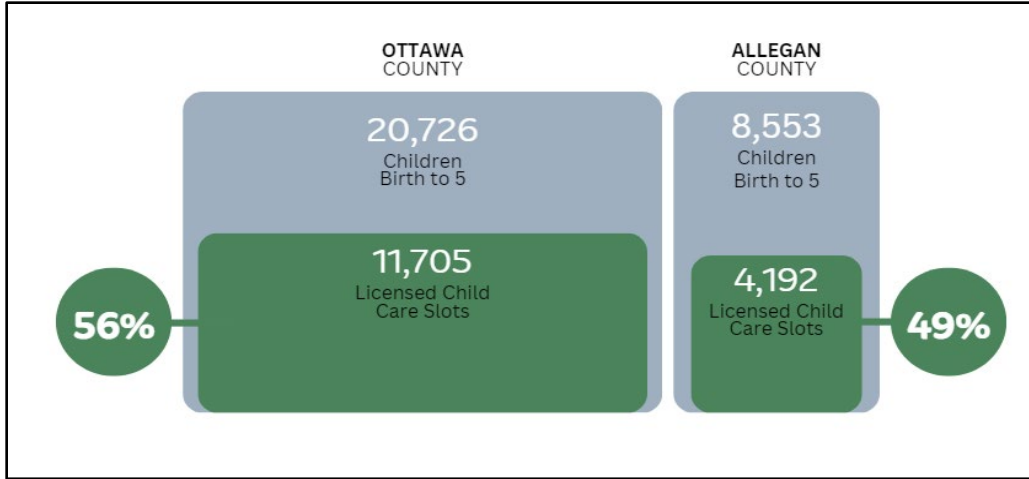 OTTAWA
COUNTY
20,726
Children
Birth to 5
11,705
Licensed Child
Care Slots
56%
ALLEGAN
COUNTY
8,553
Children
Birth to 5
4,192
Licensed Child
Care Slots
49%